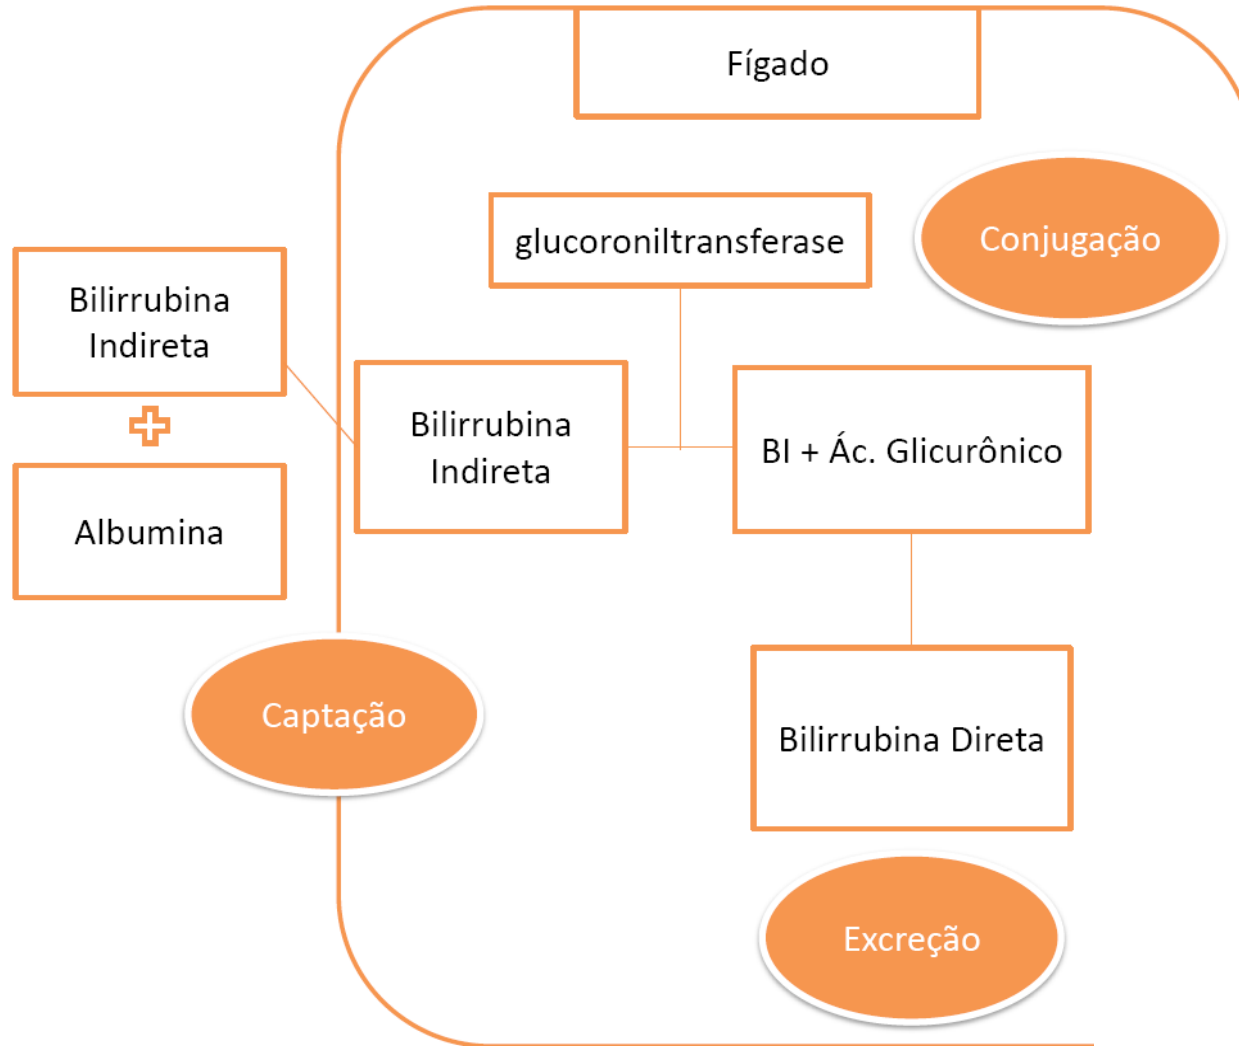 Fígado
glucoroniltransferase
Conjugação
Bilirrubina
Indireta
Albumina
Bilirrubina
Indireta
BI + Ác. Glicurônico
Captação
Bilirrubina Direta
Excreção